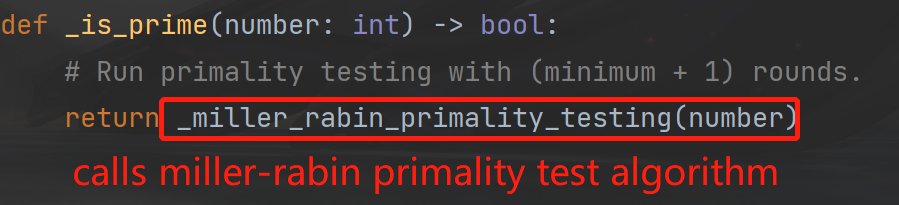 def _is_prime(number: int) -> bool:
# Run primality testing with (minimum + 1) rounds.
return _miller_rabin_primality_testing(number)
calls miller-rabin primality test algorithm